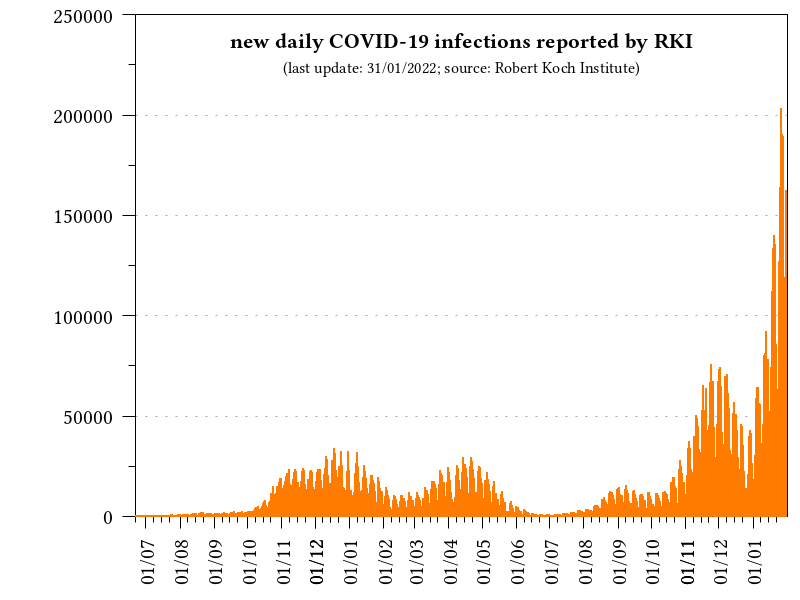 new daily COVID-19 infections reported by RKI
(last update: 31/01/2022; source: Robert Koch Institute)
250000
200000
150000
100000
50000
0
01/07 01/08 01/09 01/10 01/11 01/12 01/01 01/02 01/03 01/04 01/05 01/06 01/07 01/08 01/09 01/10 01/11 01/12 01/01